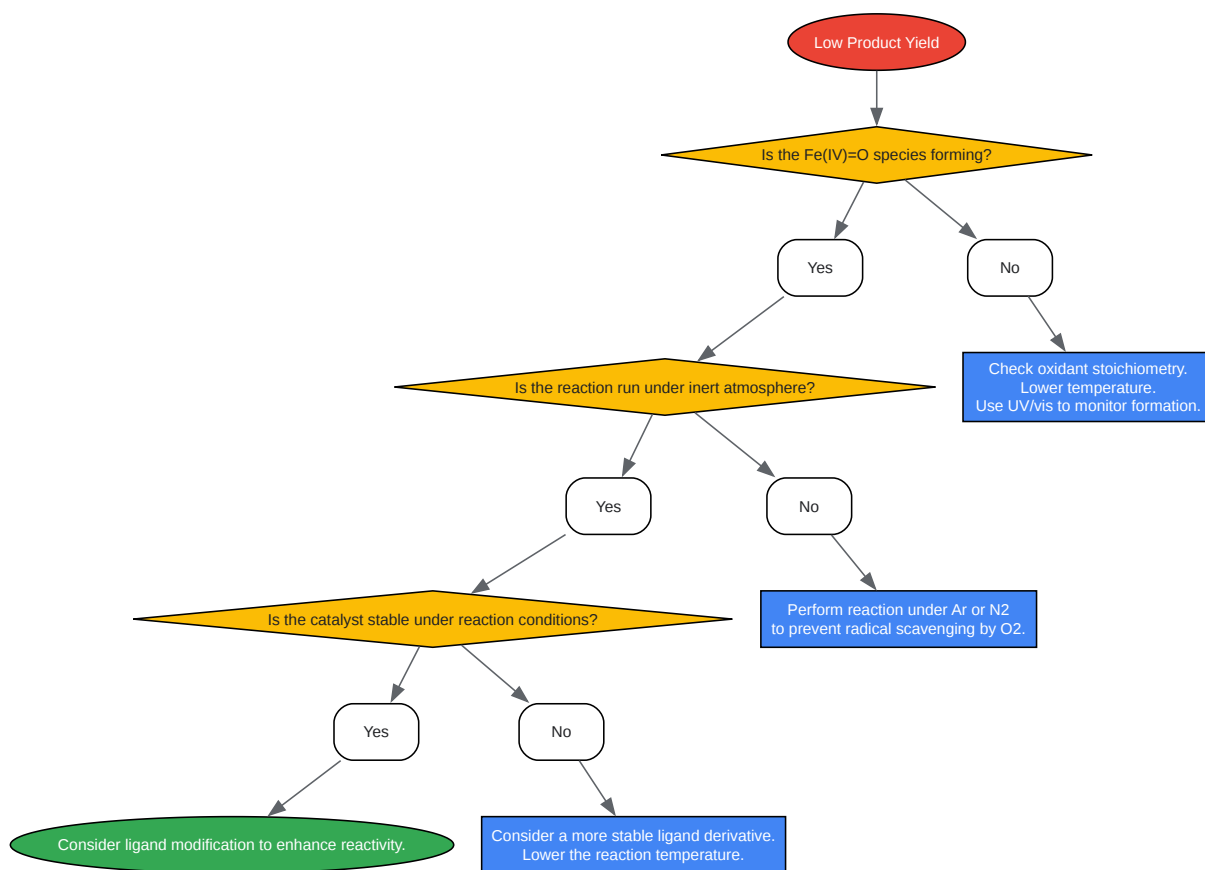 Low Product Yield
Is the Fe(IV)=O species forming?
Yes
No
Check oxidant stoichiometry.
Lower temperature.
Use UV/vis to monitor formation.
Is the reaction run under inert atmosphere?
Yes
No
Perform reaction under Ar or N2
to prevent radical scavenging by O2.
Is the catalyst stable under reaction conditions?
Yes
No
Consider ligand modification to enhance reactivity.
Consider a more stable ligand derivative.
Lower the reaction temperature.